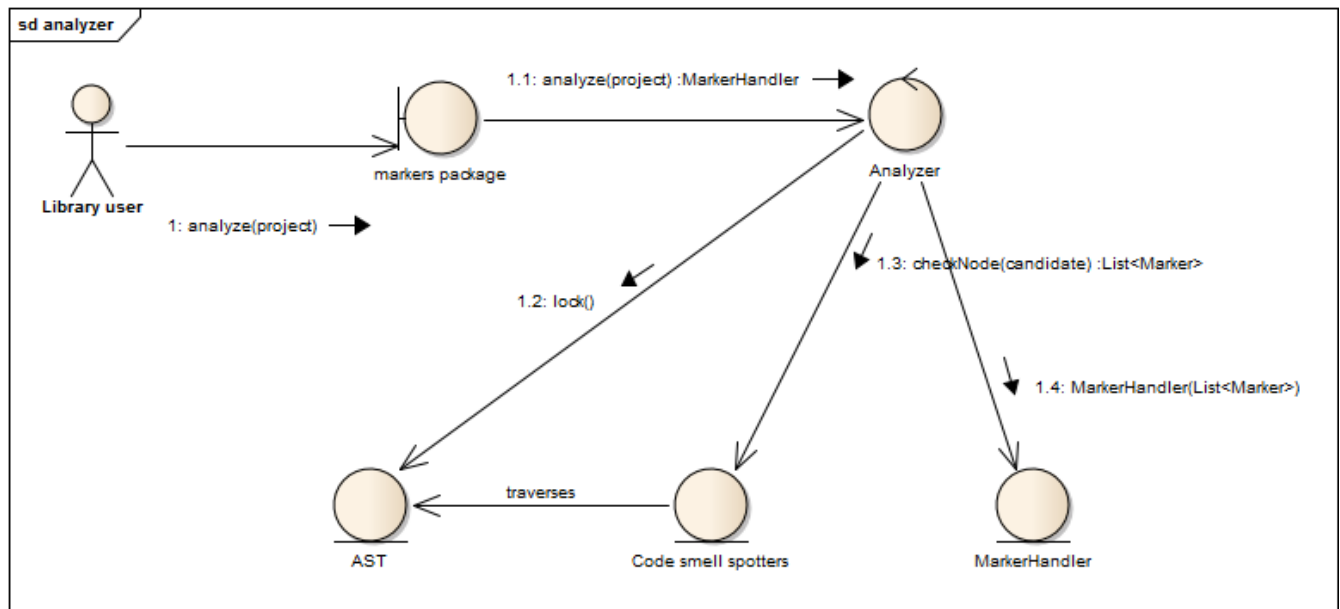 sd analyzer
1.1: analyze(project) :MarkerHandler
markers package
Analyzer
Library user
1: analyze(project)
1.3: checkNode(candidate) :List<Marker>
1.2: lock()
1.4: MarkerHandler(List<Marker>)
traverses
AST
Code smell spotters
MarkerHandler